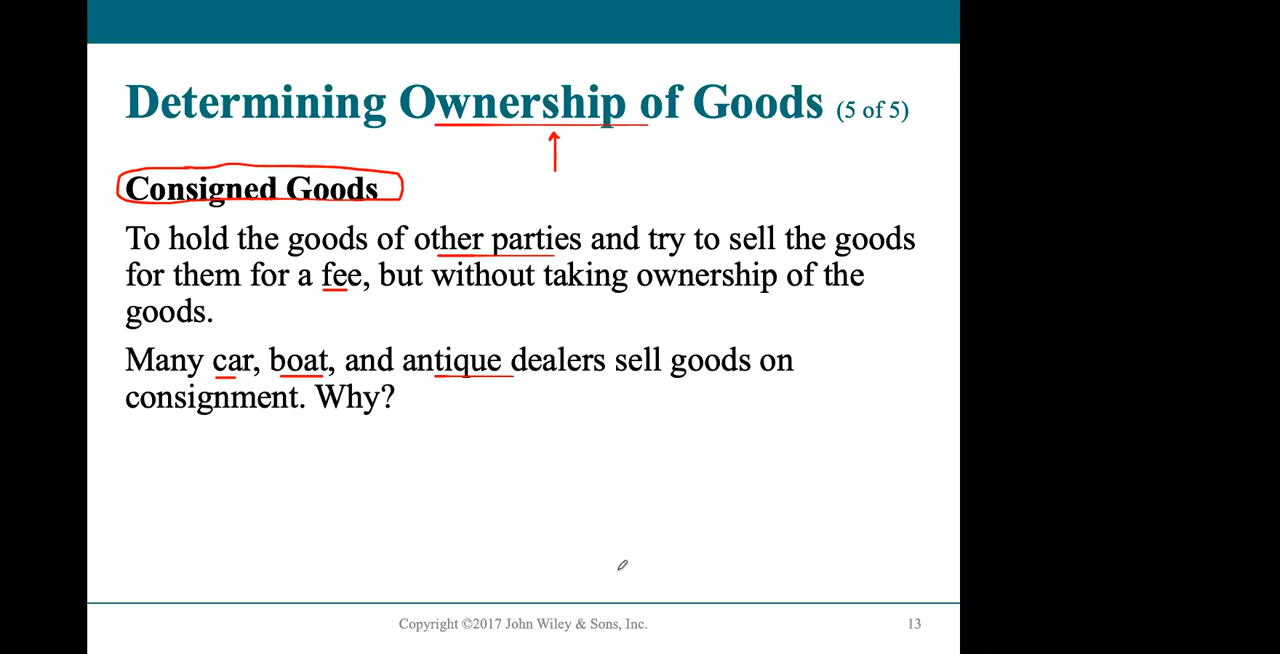 Determining Ownership of Goods (5 of 5)
Consigned Goods
To hold the goods of other parties and try to sell the goods
for them for a fee, but without taking ownership of the
goods.
Many car, boat, and antique dealers sell goods on
consignment. Why?
Copyright ©2017 John Wiley & Sons, Inc. 13